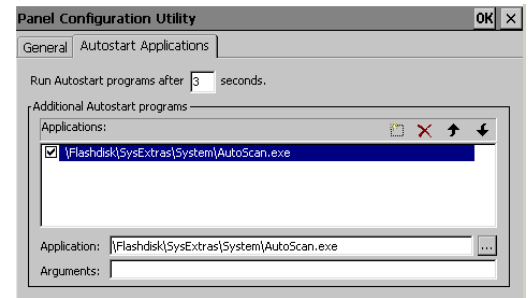 Panel Configuration Utility OK
General Autostart Applications
Run Autostart programs after 3 seconds.
Additional Autostart programs
Applications:
\Flashdisk\SysExtras\System\AutoScan.exe
Application: \Flashdisk\SysExtras\System\AutoScan.exe ...
Arguments: